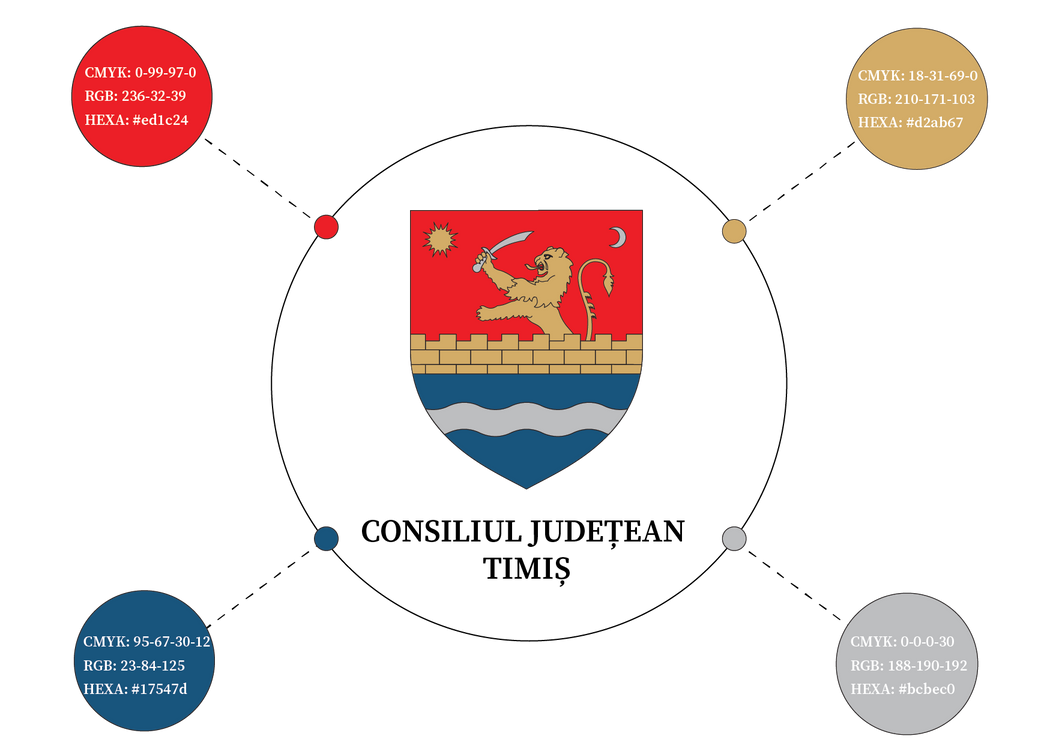 CMYK: 0-99-97-0
RGB: 236-32-39
HEXA: #ed1c24
CMYK: 18-31-69-0
RGB: 210-171-103
HEXA: #d2ab67
CONSILIUL JUDEȚEAN
TIMIȘ
CMYK: 95-67-30-12
RGB: 23-84-125
HEXA: #17547d
CMYK: 0-0-0-30
RGB: 188-190-192
HEXA: #bcbec0